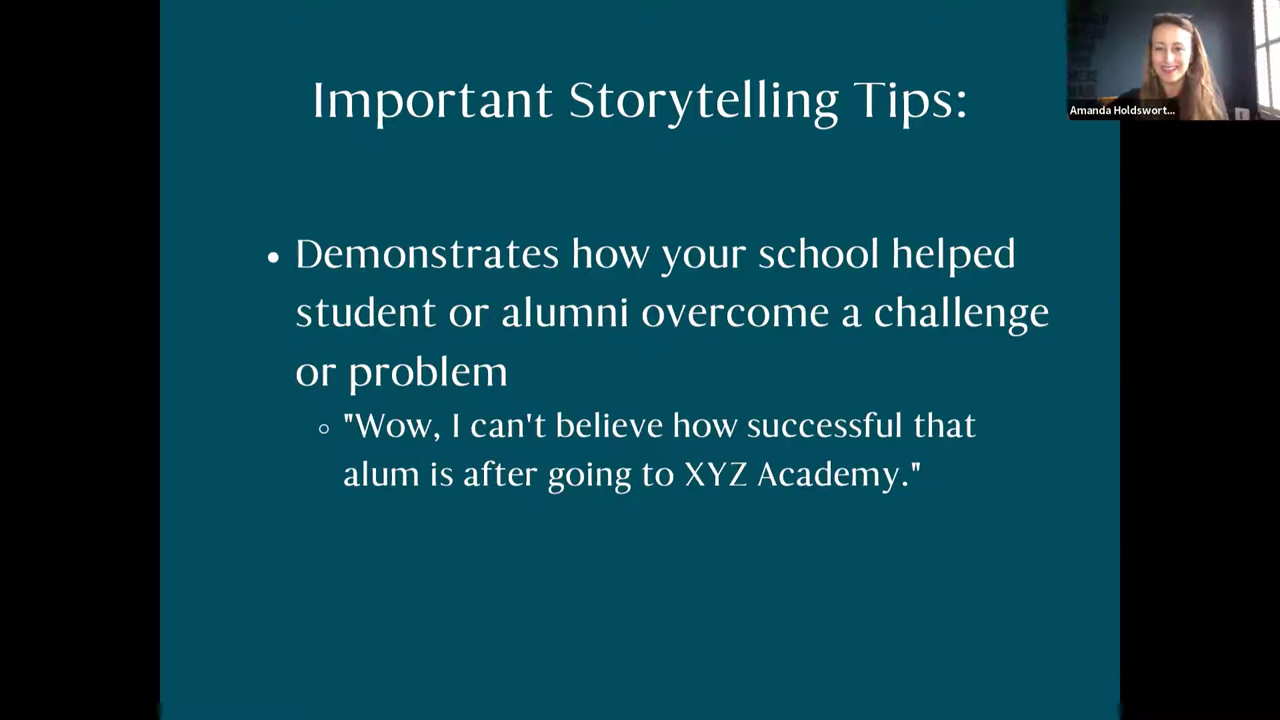 Important Storytelling Tips:
Amanda Holdswort...
• Demonstrates how your school helped
student or alumni overcome a challenge
or problem
◦ "Wow, I can't believe how successful that
alum is after going to XYZ Academy."